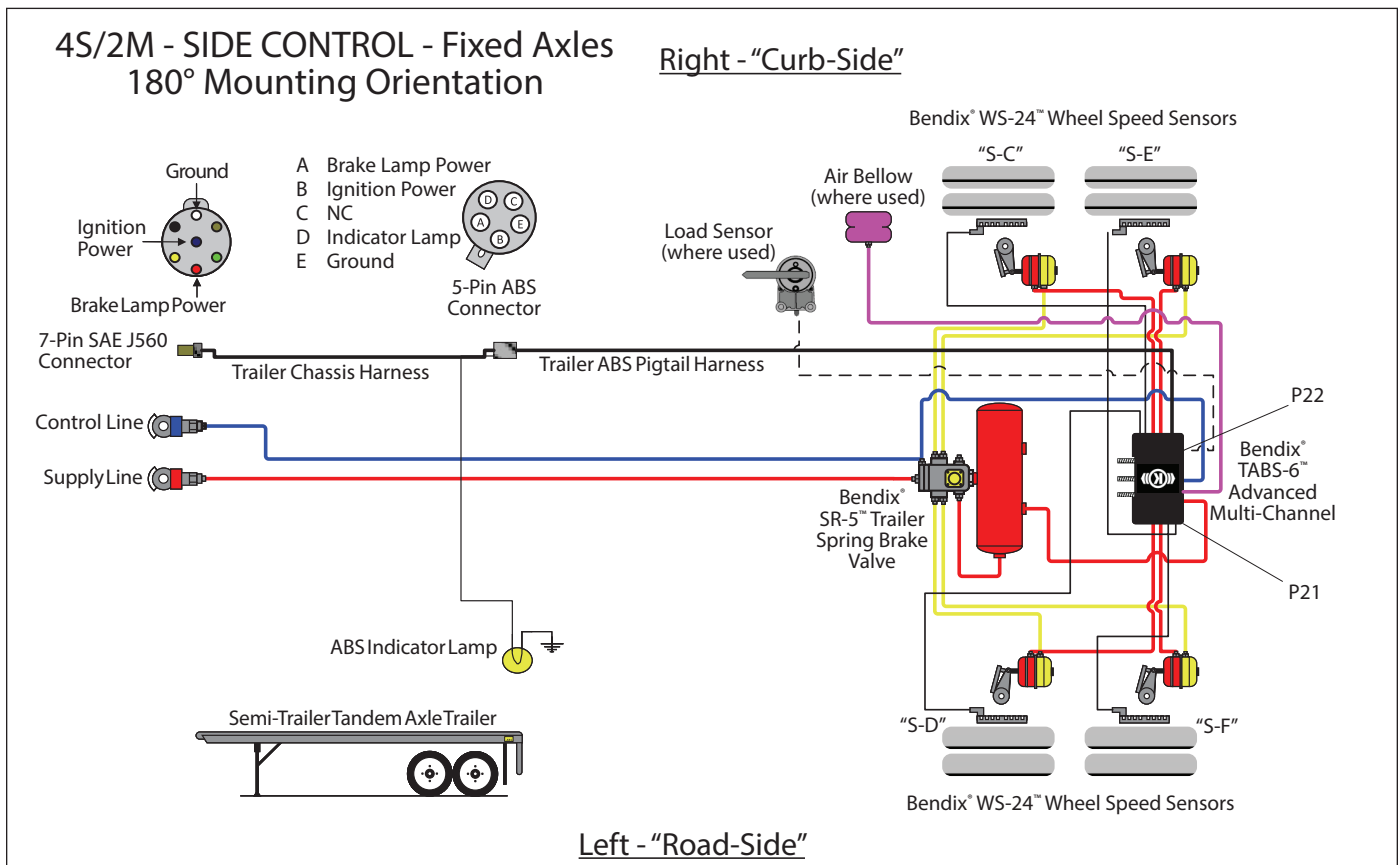 4S/2M - SIDE CONTROL - Fixed Axles
180° Mounting Orientation
Right - “Curb-Side”
Bendix® WS-24™ Wheel Speed Sensors
“S-C”
“S-E”
Ground
Ignition
Power
Brake Lamp Power
A Brake Lamp Power
B Ignition Power
C NC
D Indicator Lamp
E Ground
D
C
A
E
B
5-Pin ABS
Connector
Air Bellow
(where used)
Load Sensor
(where used)
7-Pin SAE J560
Connector
Trailer Chassis Harness
Trailer ABS Pigtail Harness
Control Line
Supply Line
P22
Bendix®
TABS-6™
Advanced
Multi-Channel
K
P21
Bendix®
SR-5™ Trailer
Spring Brake
Valve
ABS Indicator Lamp
Semi-Trailer Tandem Axle Trailer
“S-D”
“S-F”
Bendix® WS-24™ Wheel Speed Sensors
Left - “Road-Side”